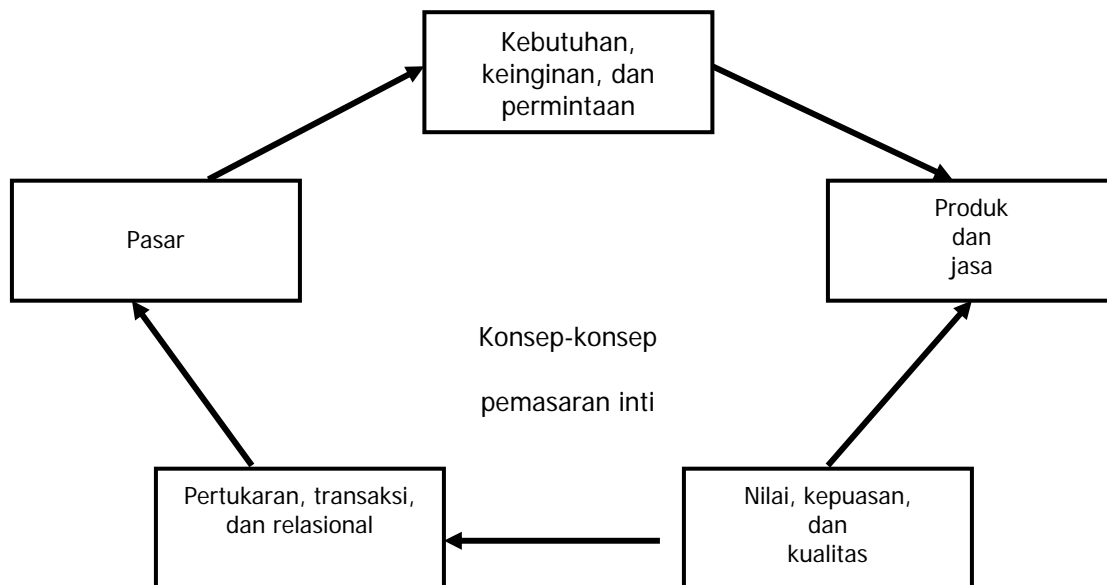 Kebutuhan,
keinginan, dan
permintaan
Pasar
Produk
dan
jasa
Konsep-konsep
pemasaran inti
Pertukaran, transaksi,
dan relasional
Nilai, kepuasan,
dan
kualitas